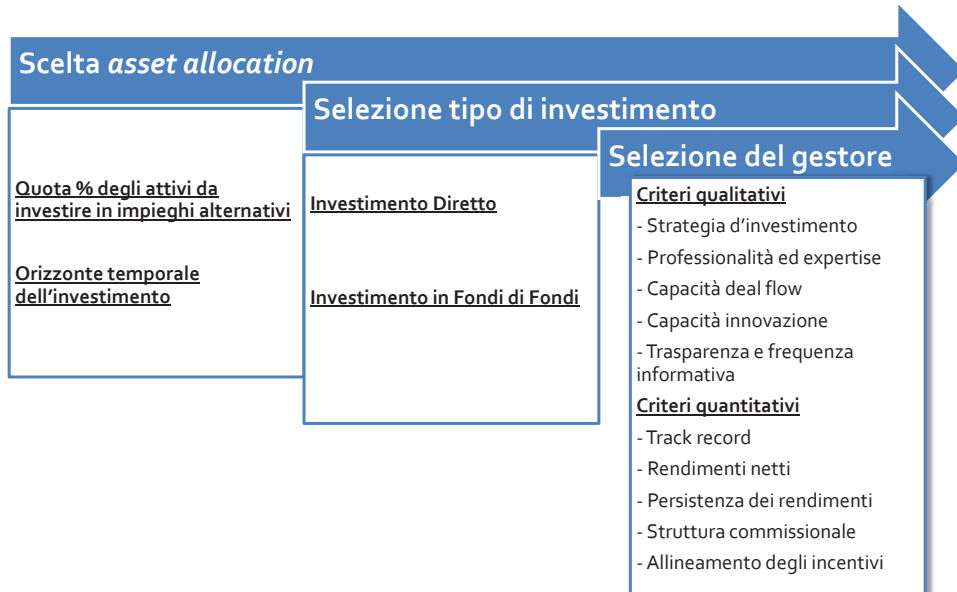 Scelta asset allocation
Quota % degli attivi da
investire in impieghi alternativi
Orizzonte temporale
dell'investimento
Selezione tipo di investimento
Investimento Diretto
Investimento in Fondi di Fondi
Selezione del gestore
Criteri qualitativi
- Strategia d'investimento
- Professionalità ed expertise
- Capacità deal flow
- Capacità innovazione
- Trasparenza e frequenza
informativa
Criteri quantitativi
- Track record
- Rendimenti netti
- Persistenza dei rendimenti
- Struttura commissionale
- Allineamento degli incentivi